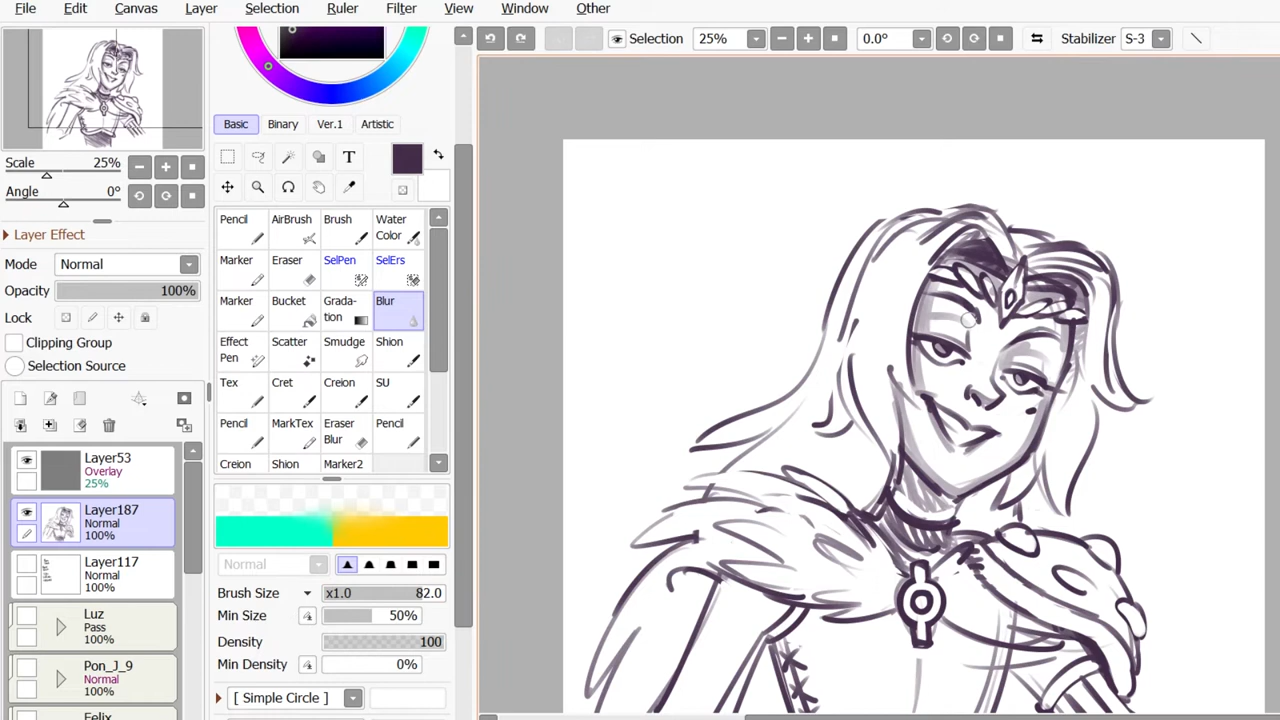 File Edit Canvas Layer Selection Ruler Filter View Window Other
Selection 25% 0.0° Stabilizer S-3
Scale 25%
Angle 0°
Layer Effect
Mode Normal
Opacity 100%
Lock
Clipping Group
Selection Source
Layer53
Overlay
25%
Layer187
Normal
100%
Layer117
Normal
100%
Luz
Pass
100%
Pon_J_9
Normal
100%
Felix
Basic Binary Ver.1 Artistic
T
Pencil AirBrush Brush Water Color
Marker Eraser SelPen SelErs
Marker Bucket Grada-tion Blur
Effect Pen Scatter Smudge Shion
Tex Cret Creion SU
Pencil MarkTex Eraser Blur Pencil
Creion Shion Marker2
Normal
Brush Size x1.0 82.0
Min Size 50%
Density 100
Min Density 0%
[ Simple Circle ]